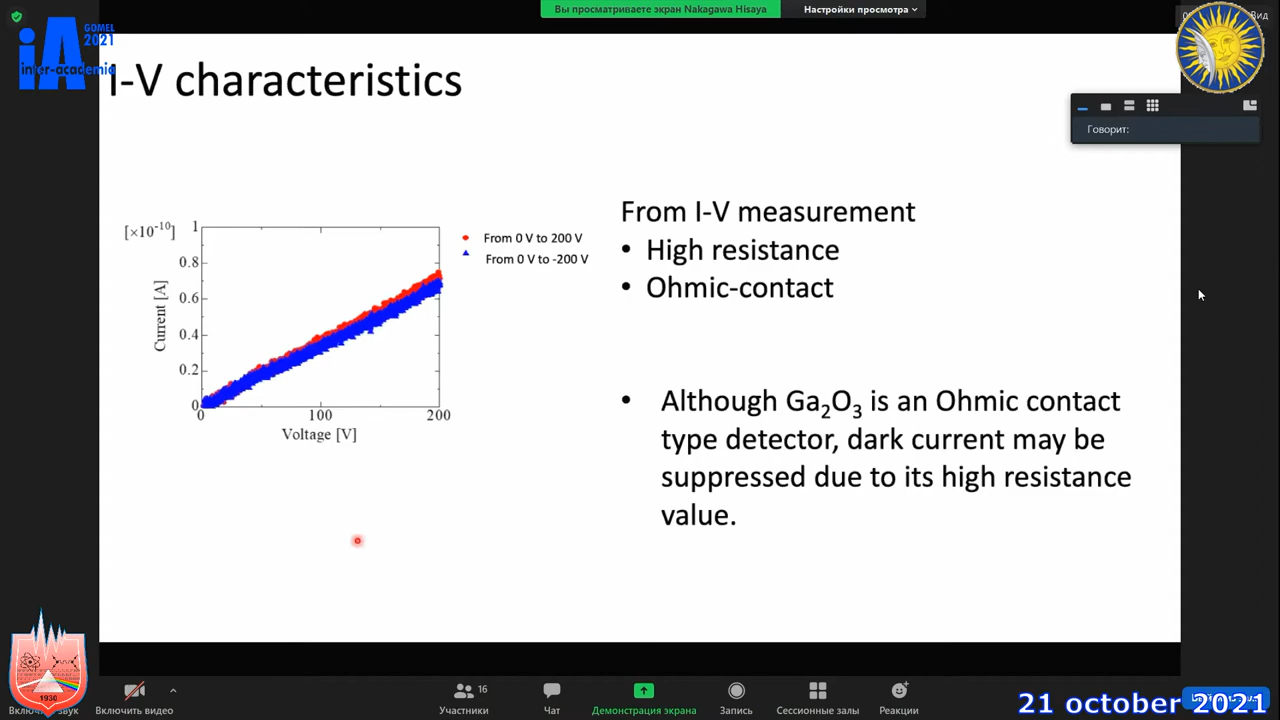 Вы просматриваете экран Nakagawa Hisaya
Настройки просмотра
Вид
GOMEL
2021
iA
inter-academia
I-V characteristics
Говорит:
From I-V measurement
• High resistance
• Ohmic-contact
[×10-10]
1
0.8
0.6
0.4
0.2
0
Current [A]
0
100
200
Voltage [V]
From 0 V to 200 V
From 0 V to -200 V
• Although Ga2O3 is an Ohmic contact
type detector, dark current may be
suppressed due to its high resistance
value.
1930
Включить видео
16
Участники
Чат
Демонстрация экрана
Запись
Сессионные залы
Реакции
21 october 2021